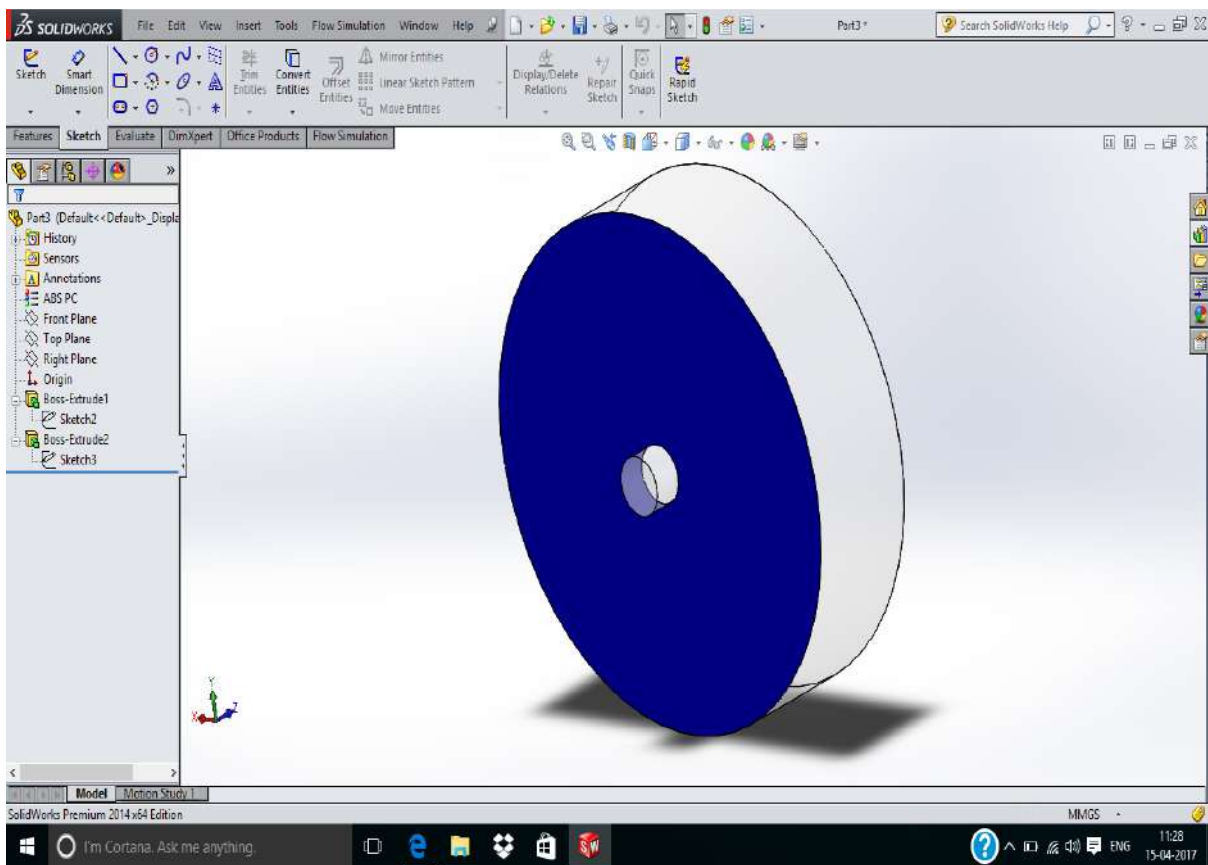 SOLIDWORKS File Edit View Insert Tools Flow Simulation Window Help Part3 * Search SolidWorks Help
Sketch Smart Dimension Trim Entities Convert Entities Offset Entities Mirror Entities Linear Sketch Pattern Move Entities Display/Delete Relations Repair Sketch Quick Snaps Rapid Sketch
Features Sketch Evaluate DimXpert Office Products Flow Simulation
Part3 (Default<<Default>_Displa
History
Sensors
Annotations
ABS PC
Front Plane
Top Plane
Right Plane
Origin
Boss-Extrude1
Sketch2
Boss-Extrude2
Sketch3
Y
X Z
Model Motion Study 1
SolidWorks Premium 2014 x64 Edition MMGS
I'm Cortana. Ask me anything. SW ENG 11:28
15-04-2017